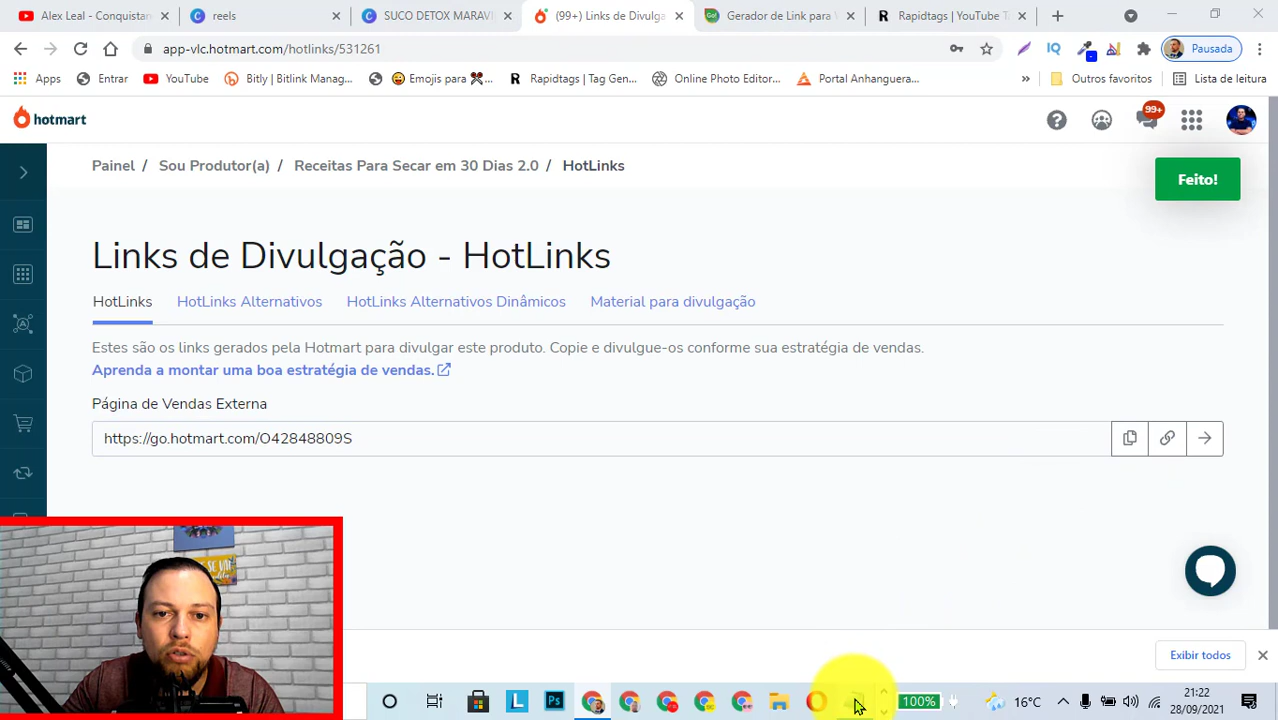 Alex Leal - Conquistar
reels
SUCO DETOX MARAVI
(99+) Links de Divulga
Gerador de Link para
Rapidtags | YouTube T
app-vlc.hotmart.com/hotlinks/531261
Pausada
Apps
Entrar
YouTube
Bitly | Bitlink Manag...
Emojis para
Rapidtags | Tag Gen...
Online Photo Editor...
Portal Anhanguera...
»
Outros favoritos
Lista de leitura
hotmart
99+
Painel / Sou Produtor(a) / Receitas Para Secar em 30 Dias 2.0 / HotLinks
Feito!
Links de Divulgação - HotLinks
HotLinks
HotLinks Alternativos
HotLinks Alternativos Dinâmicos
Material para divulgação
Estes são os links gerados pela Hotmart para divulgar este produto. Copie e divulgue-os conforme sua estratégia de vendas.
Aprenda a montar uma boa estratégia de vendas.
Página de Vendas Externa
https://go.hotmart.com/O42848809S
Exibir todos
100%
16°C
21:22
28/09/2021